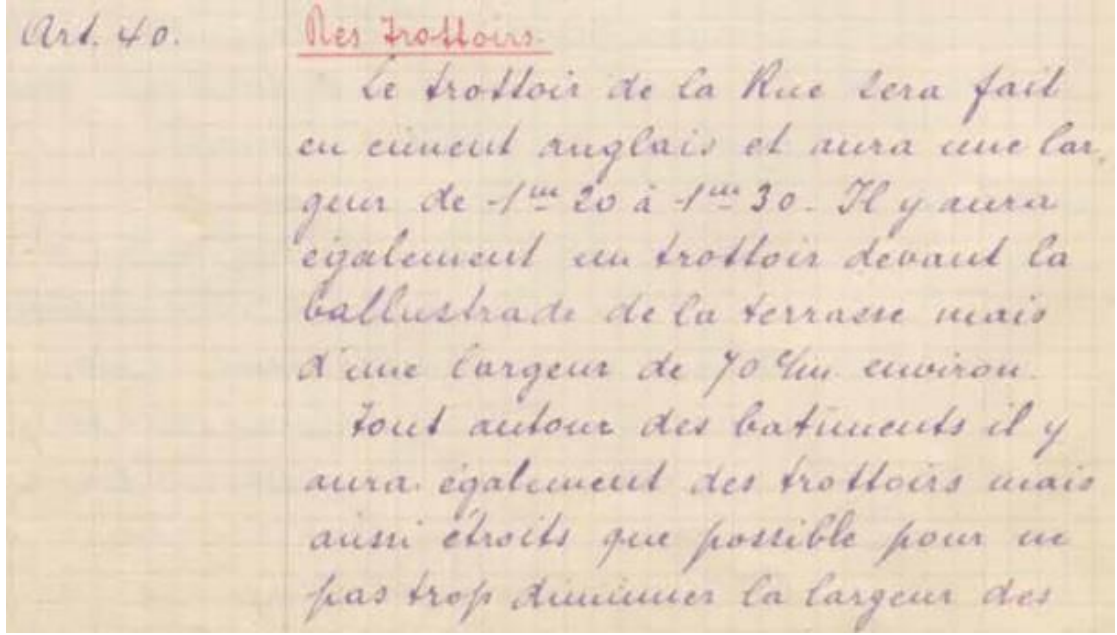 Art. 40. Des Trottoirs.
Le trottoir de la Rue sera fait
en ciment anglais et aura une lar-
geur de 1m 20 à 1m 30. Il y aura
également un trottoir devant la
ballustrade de la terrasse mais
d'une largeur de 70 c/m environ.
Tout autour des batiments il y
aura également des trottoirs mais
aussi étroits que possible pour ne
pas trop diminuer la largeur des